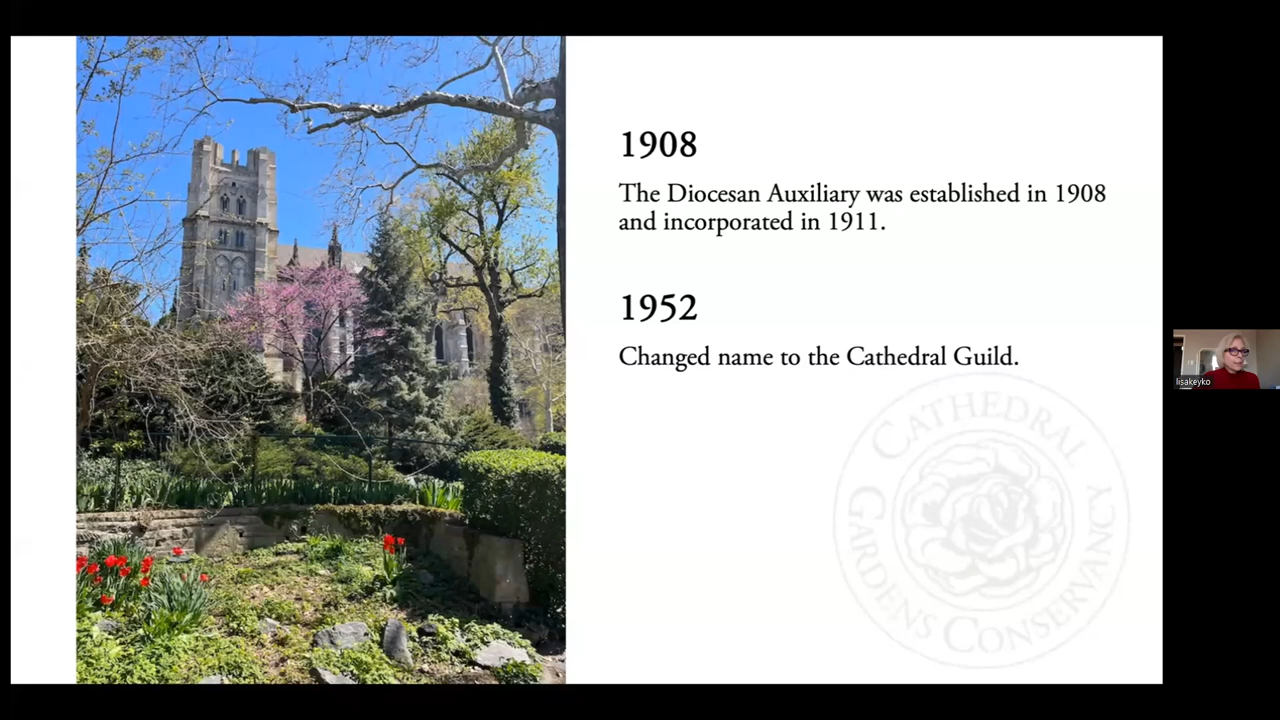 1908
The Diocesan Auxiliary was established in 1908
and incorporated in 1911.
1952
Changed name to the Cathedral Guild.
CATHEDRAL
GARDENS CONSERVANCY
lisakeyko